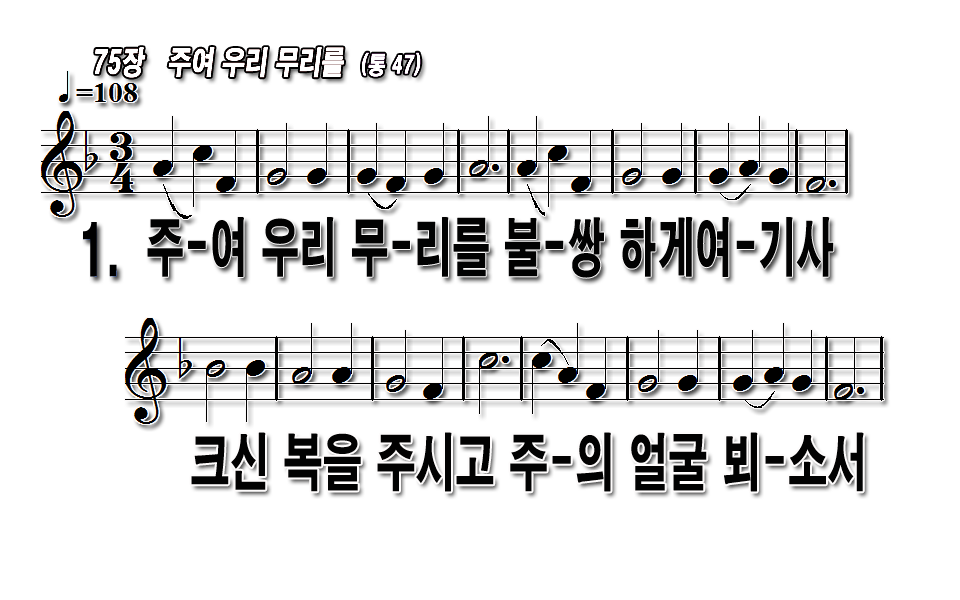 75장 주여 우리 무리를 (통 47)
♩=108
3/4
1. 주-여 우리 무-리를 불-쌍 하게여-기사
크신 복을 주시고 주-의 얼굴 뵈-소서